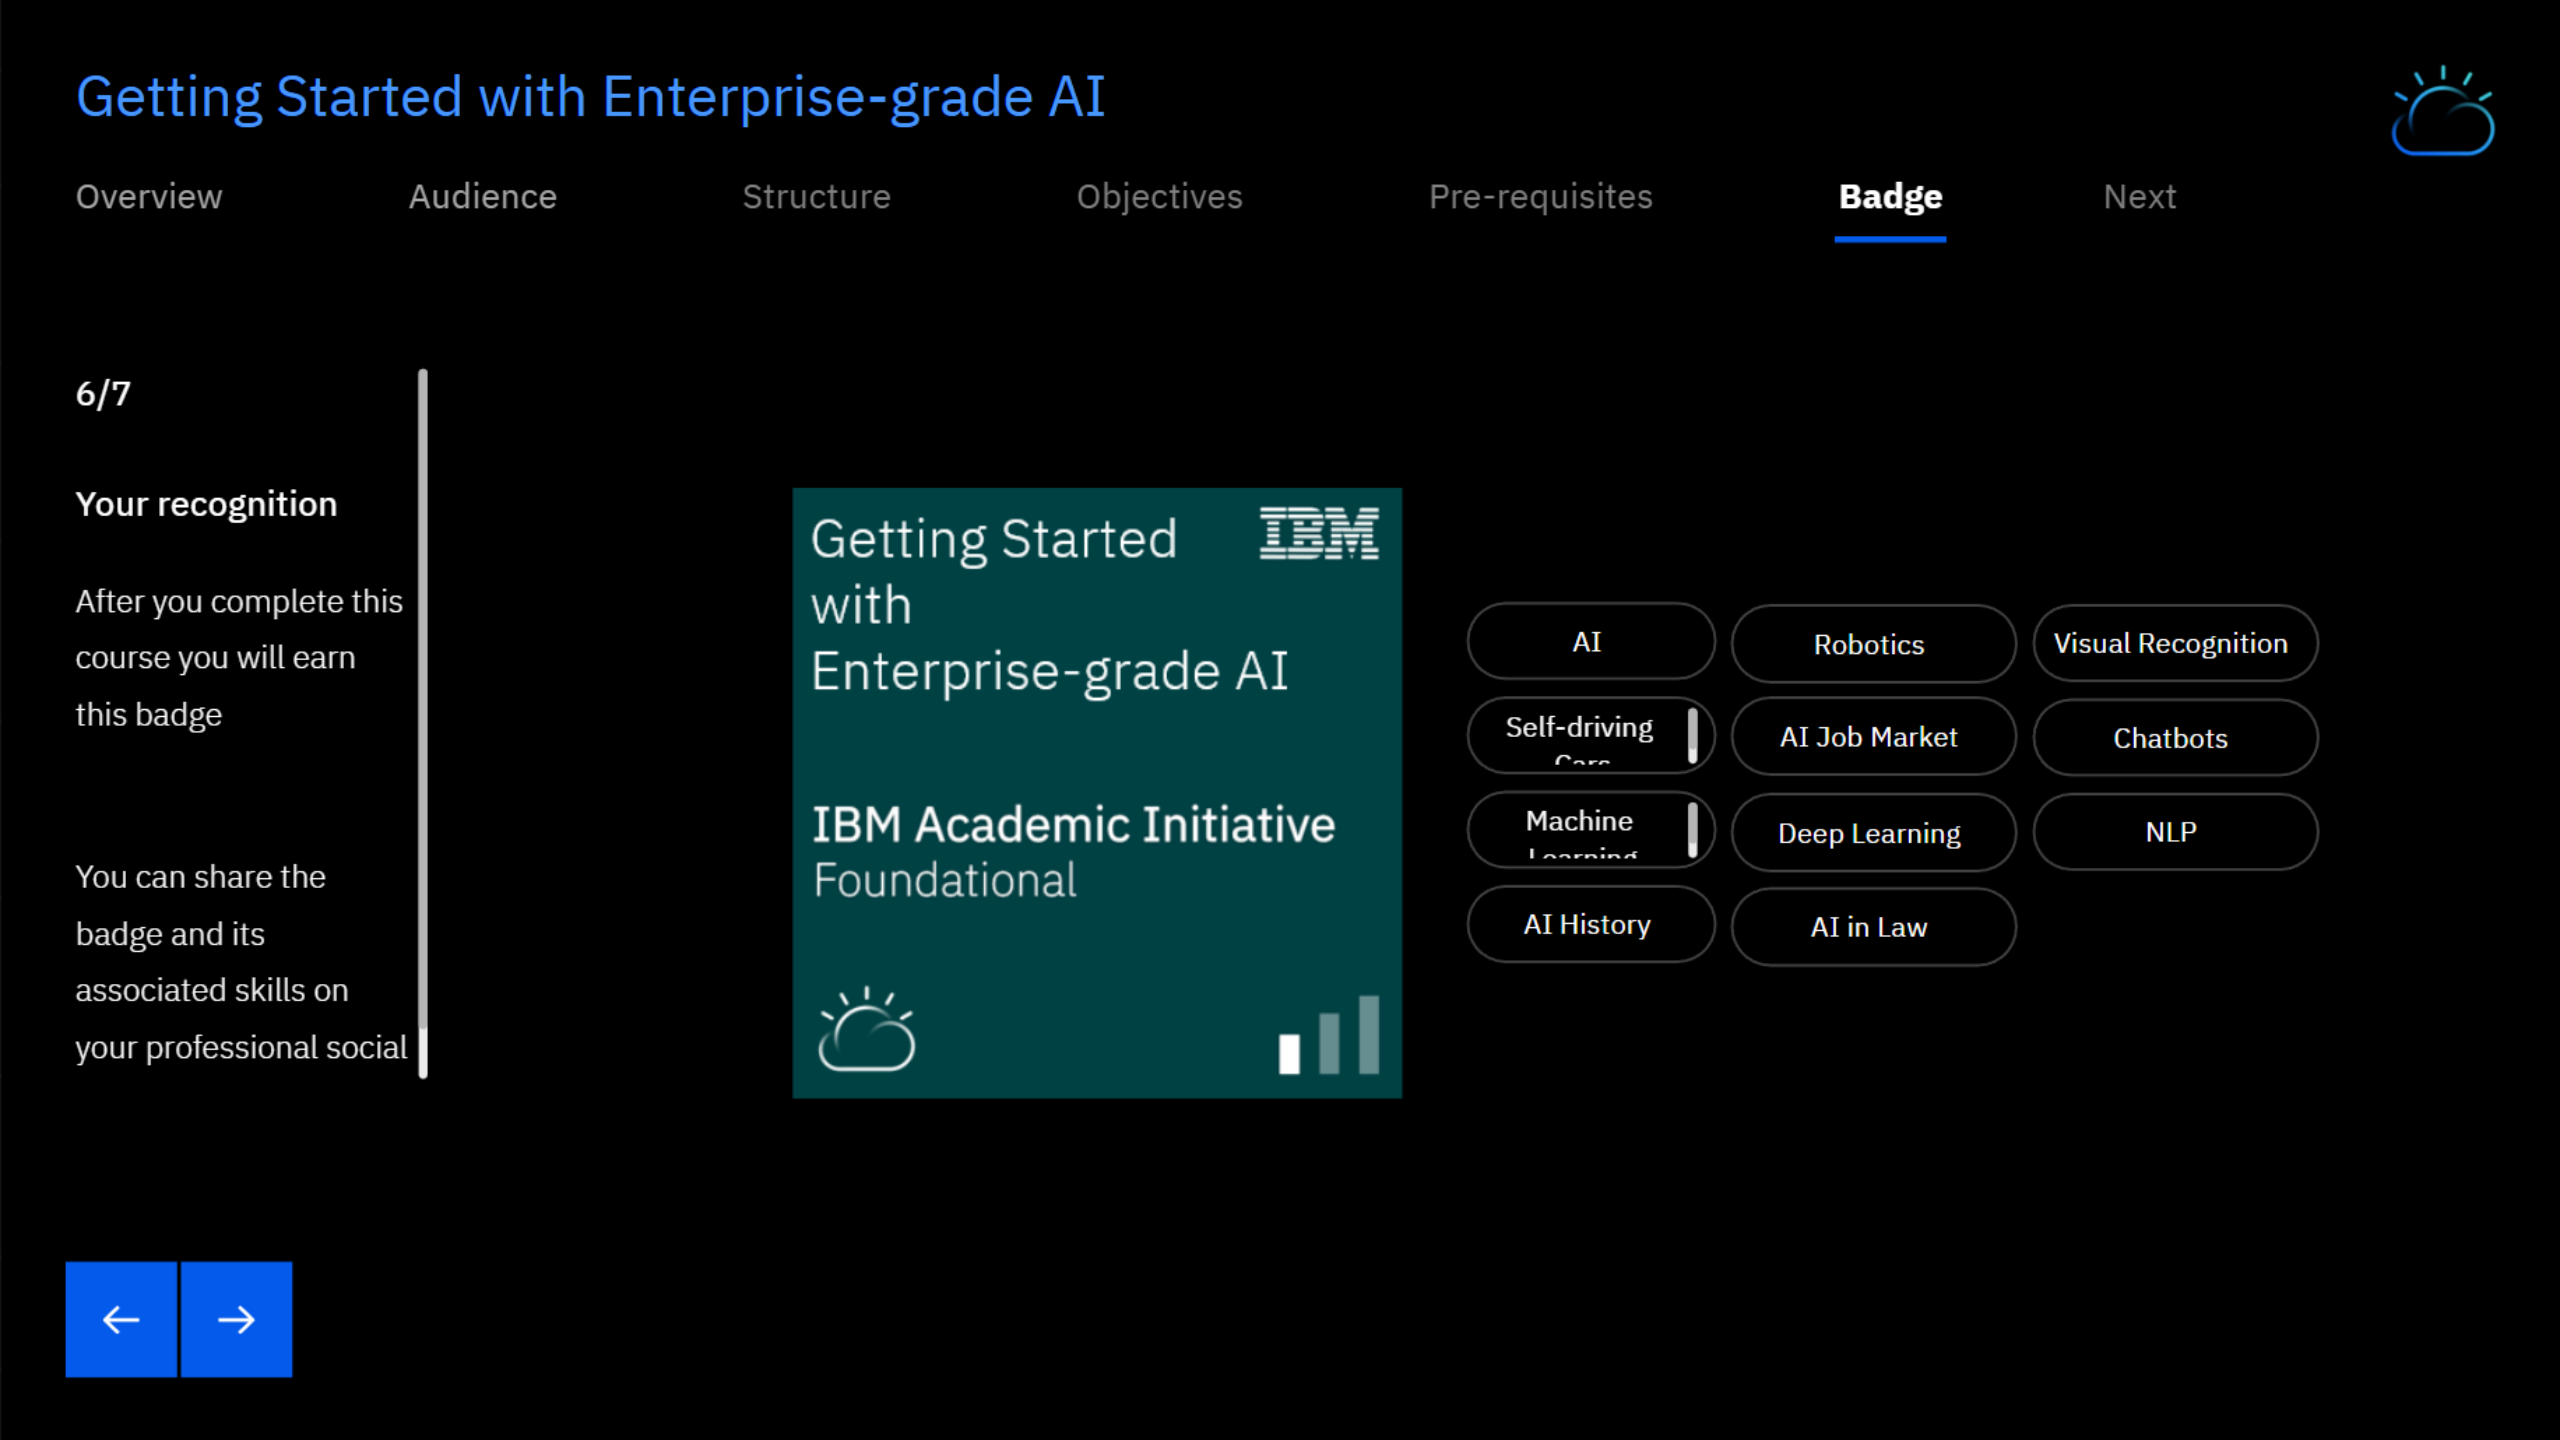 Getting Started with Enterprise-grade AI
Overview
Audience
Structure
Objectives
Pre-requisites
Badge
Next
6/7
Your recognition
After you complete this
course you will earn
this badge
You can share the
badge and its
associated skills on
your professional social
Getting Started
with
Enterprise-grade AI
IBM
IBM Academic Initiative
Foundational
AI
Robotics
Visual Recognition
Self-driving
Cars
AI Job Market
Chatbots
Machine
Learning
Deep Learning
NLP
AI History
AI in Law